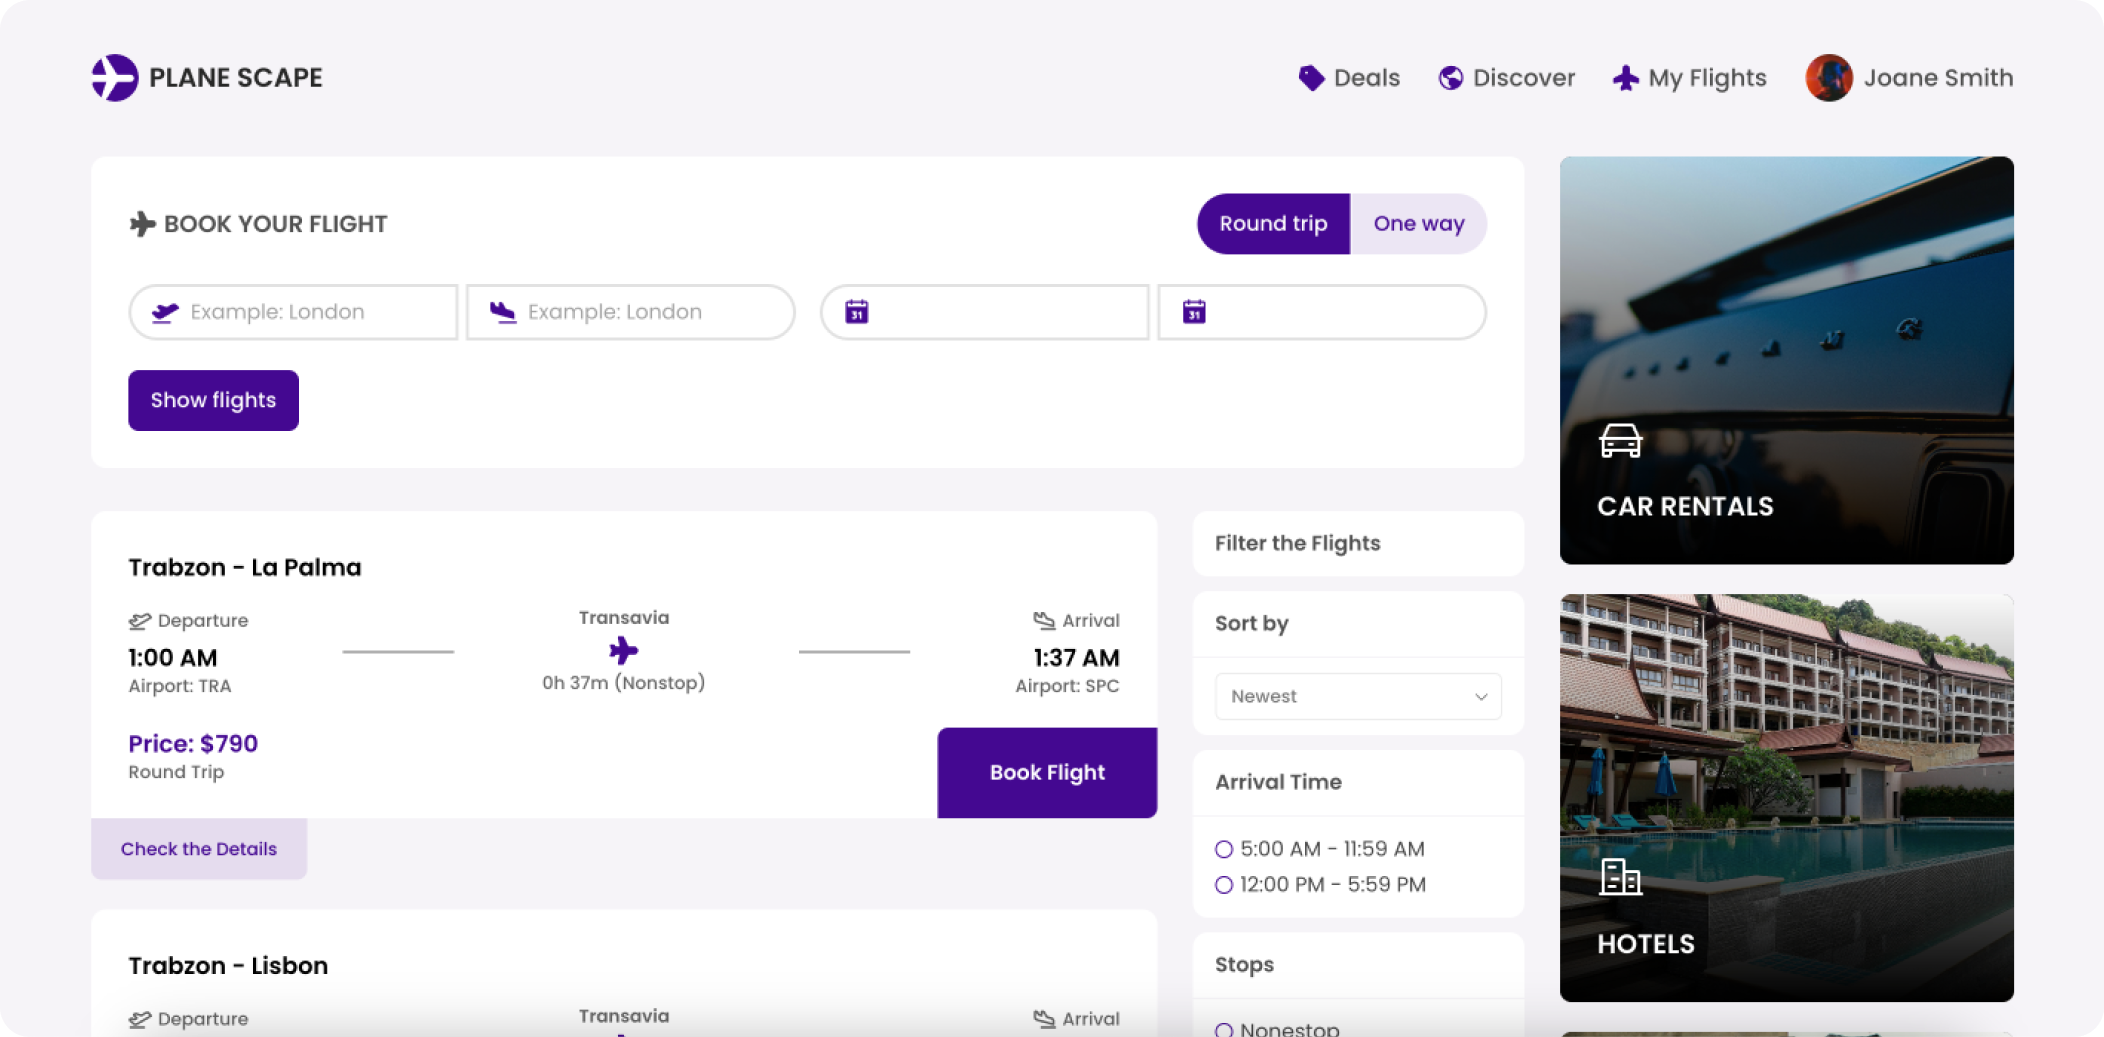 PLANE SCAPE
Deals
Discover
My Flights
Joane Smith
BOOK YOUR FLIGHT
Round trip
One way
Example: London
Example: London
31
31
Show flights
CAR RENTALS
Trabzon - La Palma
Departure
1:00 AM
Airport: TRA
Transavia
0h 37m (Nonstop)
Arrival
1:37 AM
Airport: SPC
Price: $790
Round Trip
Book Flight
Check the Details
Filter the Flights
Sort by
Newest
Arrival Time
5:00 AM - 11:59 AM
12:00 PM - 5:59 PM
Stops
Nonestop
HOTELS
Trabzon - Lisbon
Departure
Transavia
Arrival